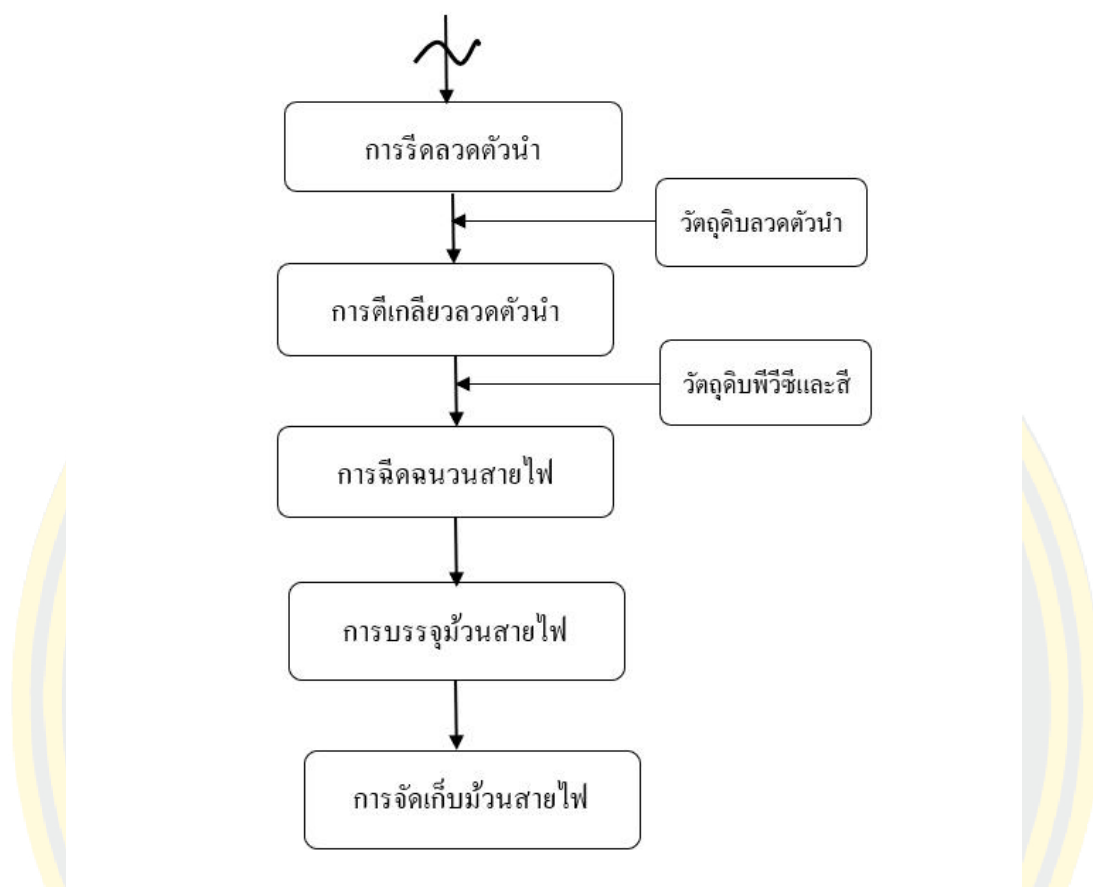 การรีดลวดตัวนำ
วัตถุดิบลวดตัวนำ
การตีเกลียวลวดตัวนำ
วัตถุดิบพีวีซีและสี
การฉีดฉนวนสายไฟ
การบรรจุม้วนสายไฟ
การจัดเก็บม้วนสายไฟ